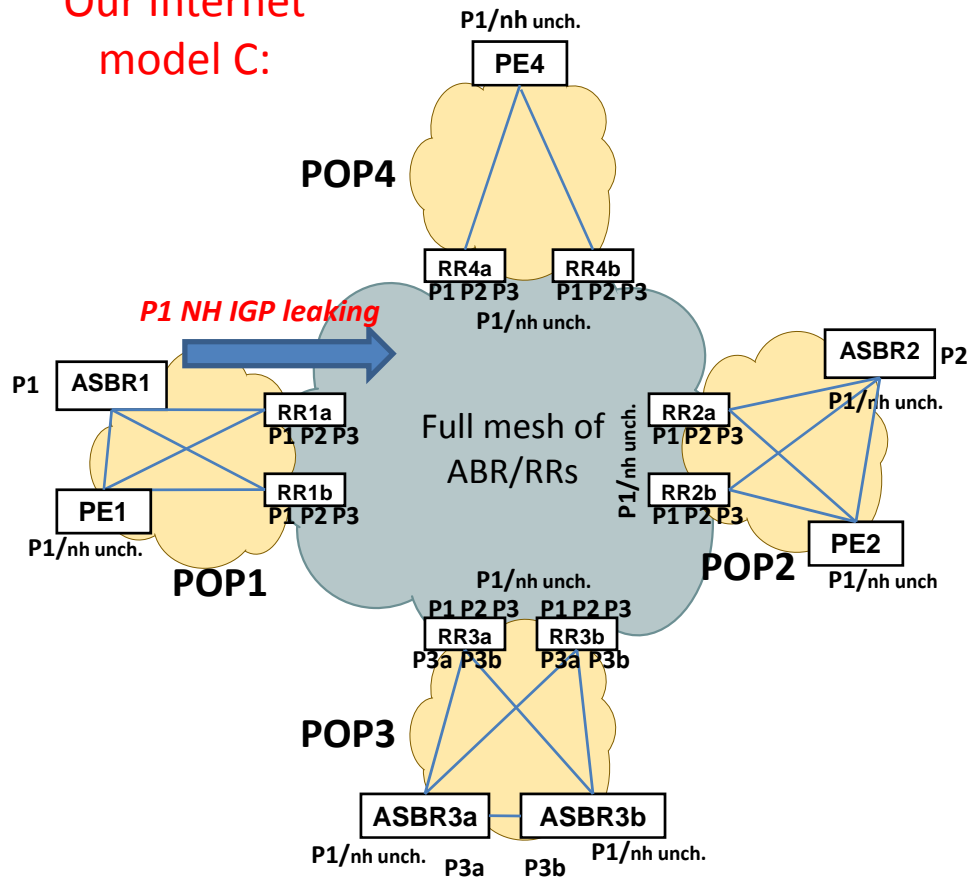 Our Internet
model C:
P1/nh unch.
PE4
POP4
RR4a
RR4b
P1 P2 P3
P1 P2 P3
P1/nh unch.
P1 NH IGP leaking
P1
ASBR1
RR1a
P1 P2 P3
RR1b
P1 P2 P3
PE1
P1/nh unch.
POP1
Full mesh of
ABR/RRs
P1/nh unch.
ASBR2
P2
P1/nh unch.
RR2a
P1 P2 P3
RR2b
P1 P2 P3
PE2
P1/nh unch
POP2
P1/nh unch.
P1 P2 P3
P1 P2 P3
RR3a
RR3b
P3a P3b
P3a P3b
POP3
ASBR3a
ASBR3b
P1/nh unch.
P3a
P3b
P1/nh unch.